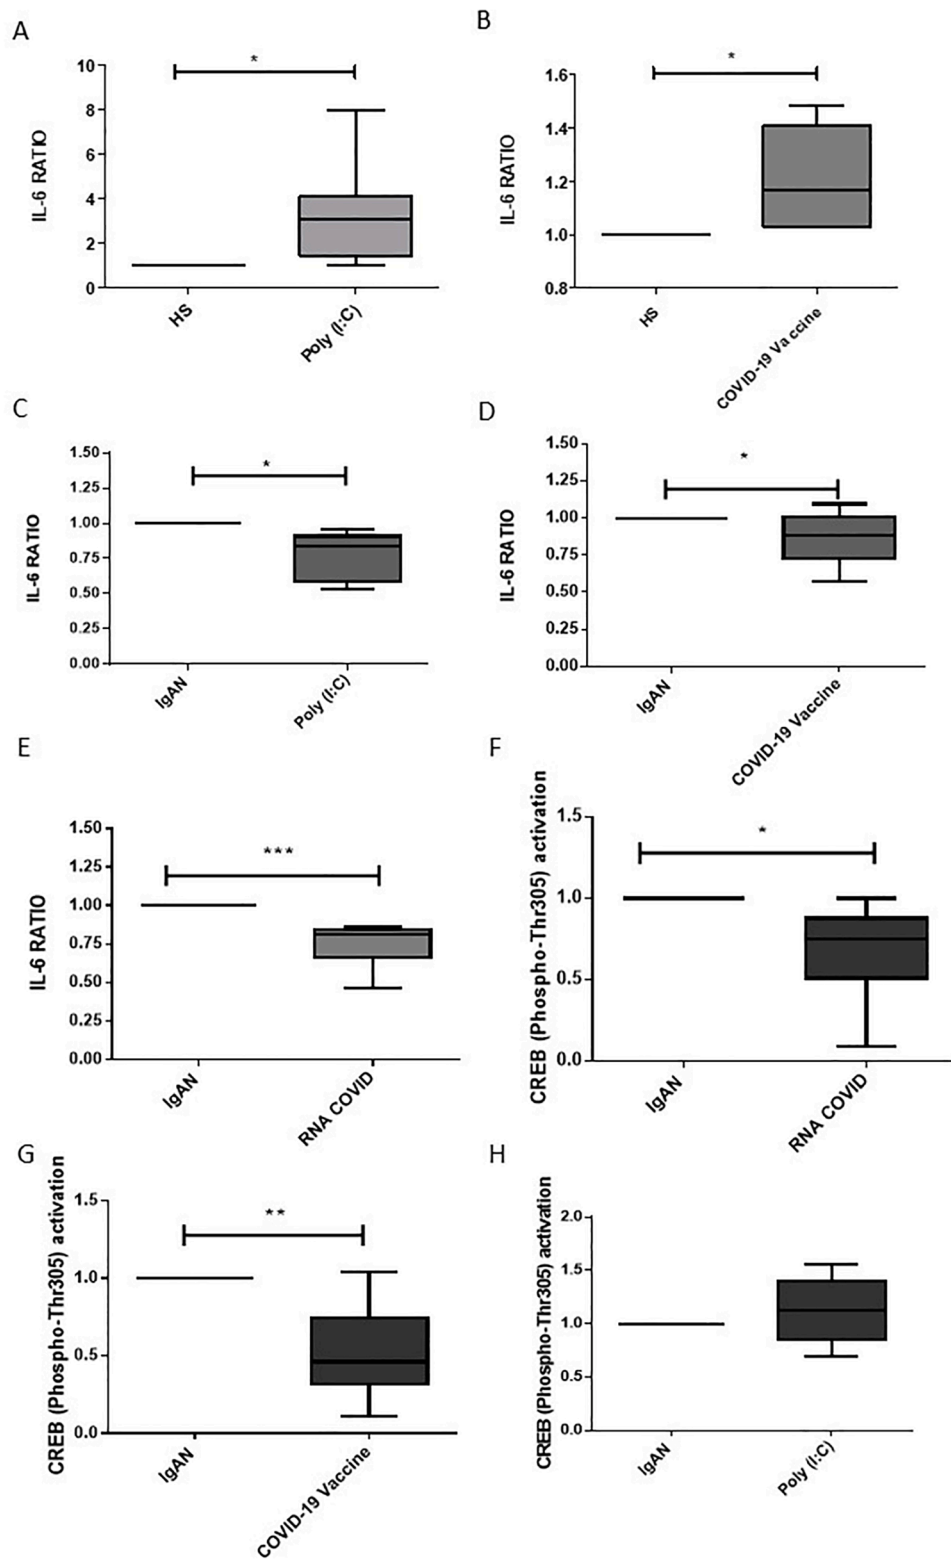 A
IL-6 RATIO
10
8
6
4
2
0
*
HS
Poly (I:C)
B
IL-6 RATIO
1.6
1.4
1.2
1.0
0.8
*
HS
COVID-19 Vaccine
C
IL-6 RATIO
1.50
1.25
1.00
0.75
0.50
0.25
0.00
*
IgAN
Poly (I:C)
D
IL-6 RATIO
1.50
1.25
1.00
0.75
0.50
0.25
0.00
*
IgAN
COVID-19 Vaccine
E
IL-6 RATIO
1.50
1.25
1.00
0.75
0.50
0.25
0.00
***
IgAN
RNA COVID
F
CREB (Phospho-Thr305) activation
1.5
1.0
0.5
0.0
*
IgAN
RNA COVID
G
CREB (Phospho-Thr305) activation
1.5
1.0
0.5
0.0
**
IgAN
COVID-19 Vaccine
H
CREB (Phospho-Thr305) activation
2.0
1.5
1.0
0.5
0.0
IgAN
Poly (I:C)